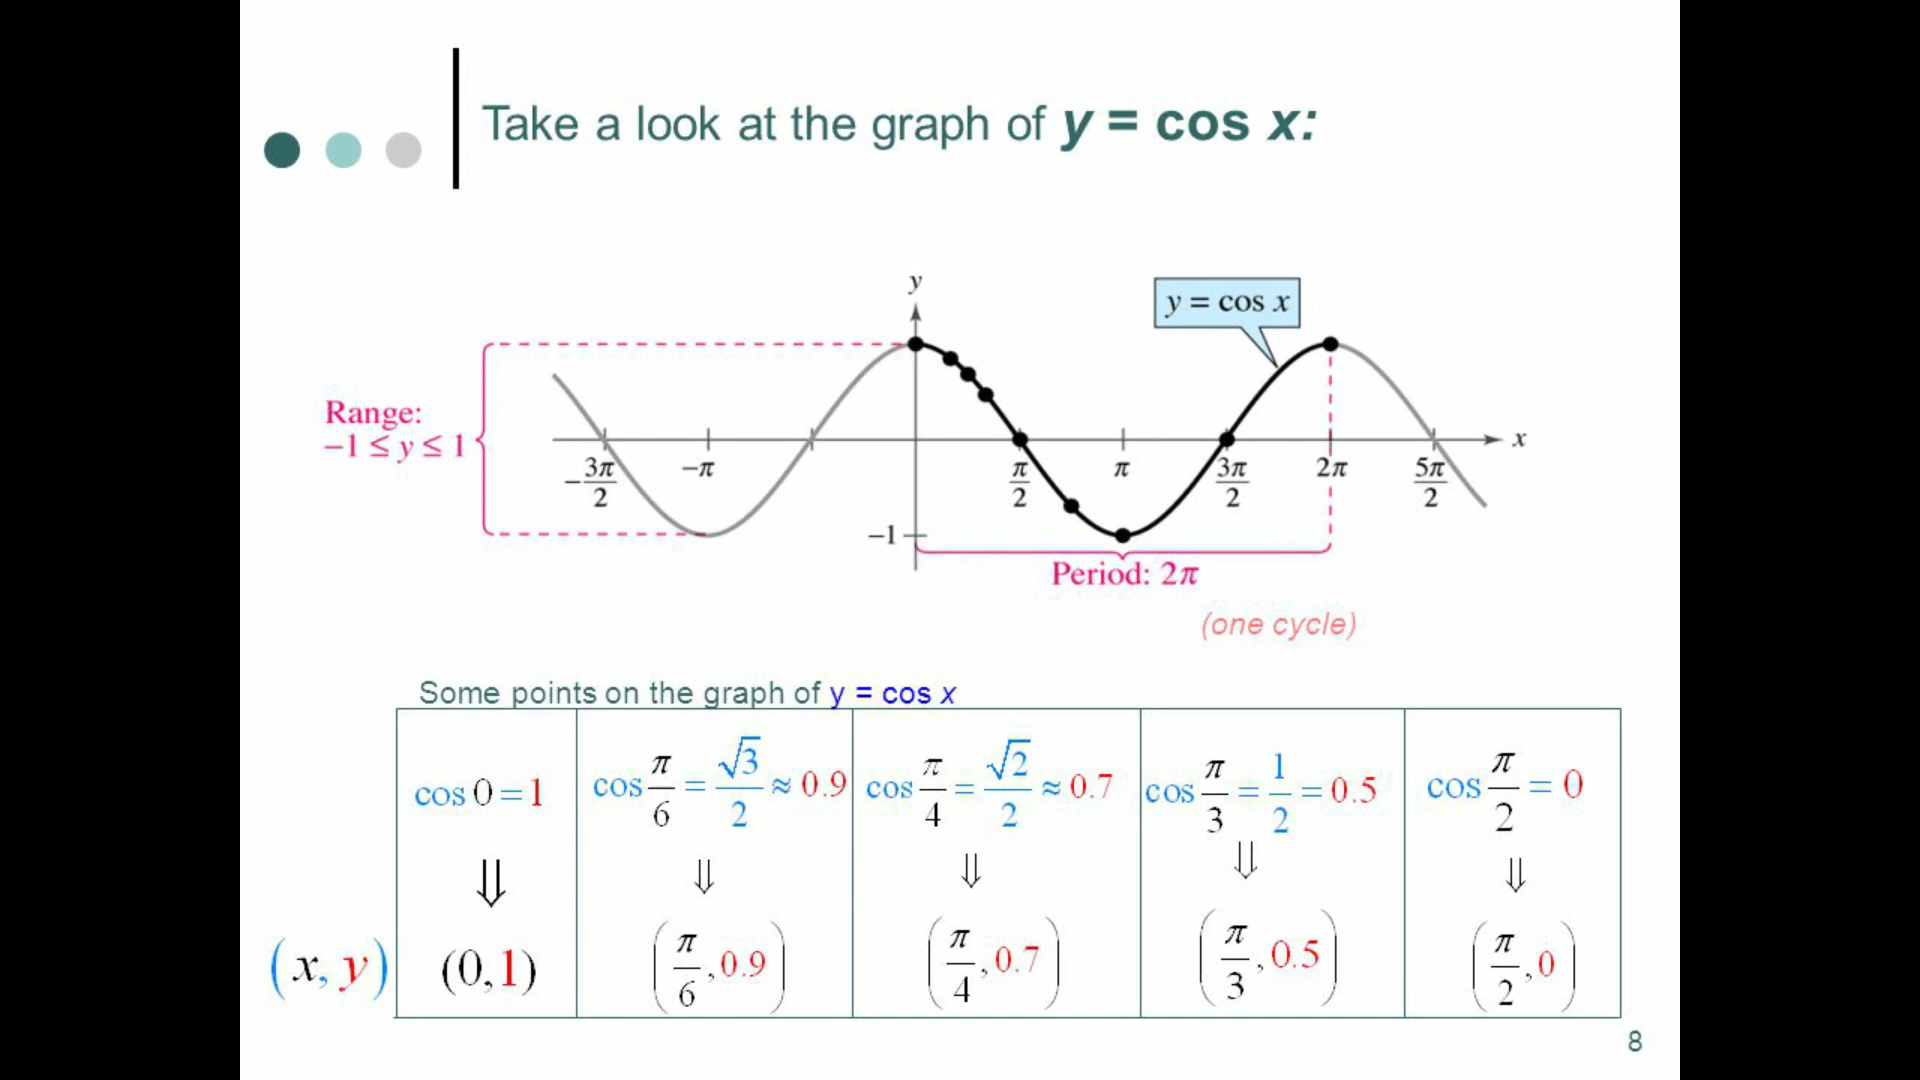 Take a look at the graph of y = cos x:
y
y = cos x
Range:
−1 ≤ y ≤ 1
x
−3π/2 −π π/2 π 3π/2 2π 5π/2
−1
Period: 2π
(one cycle)
Some points on the graph of y = cos x
cos 0 = 1 cos π/6 = √3/2 ≈ 0.9 cos π/4 = √2/2 ≈ 0.7 cos π/3 = 1/2 = 0.5 cos π/2 = 0
⇓ ⇓ ⇓ ⇓ ⇓
(x, y) (0,1) (π/6, 0.9) (π/4, 0.7) (π/3, 0.5) (π/2, 0)
8